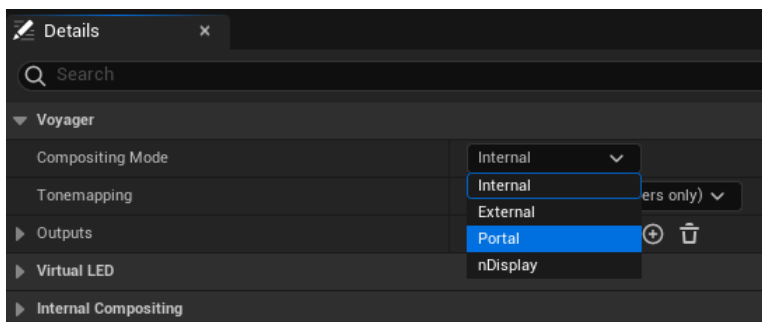 Details
Search
Voyager
Compositing Mode Internal
Internal
Tonemapping ers only)
External
Outputs Portal
nDisplay
Virtual LED
Internal Compositing